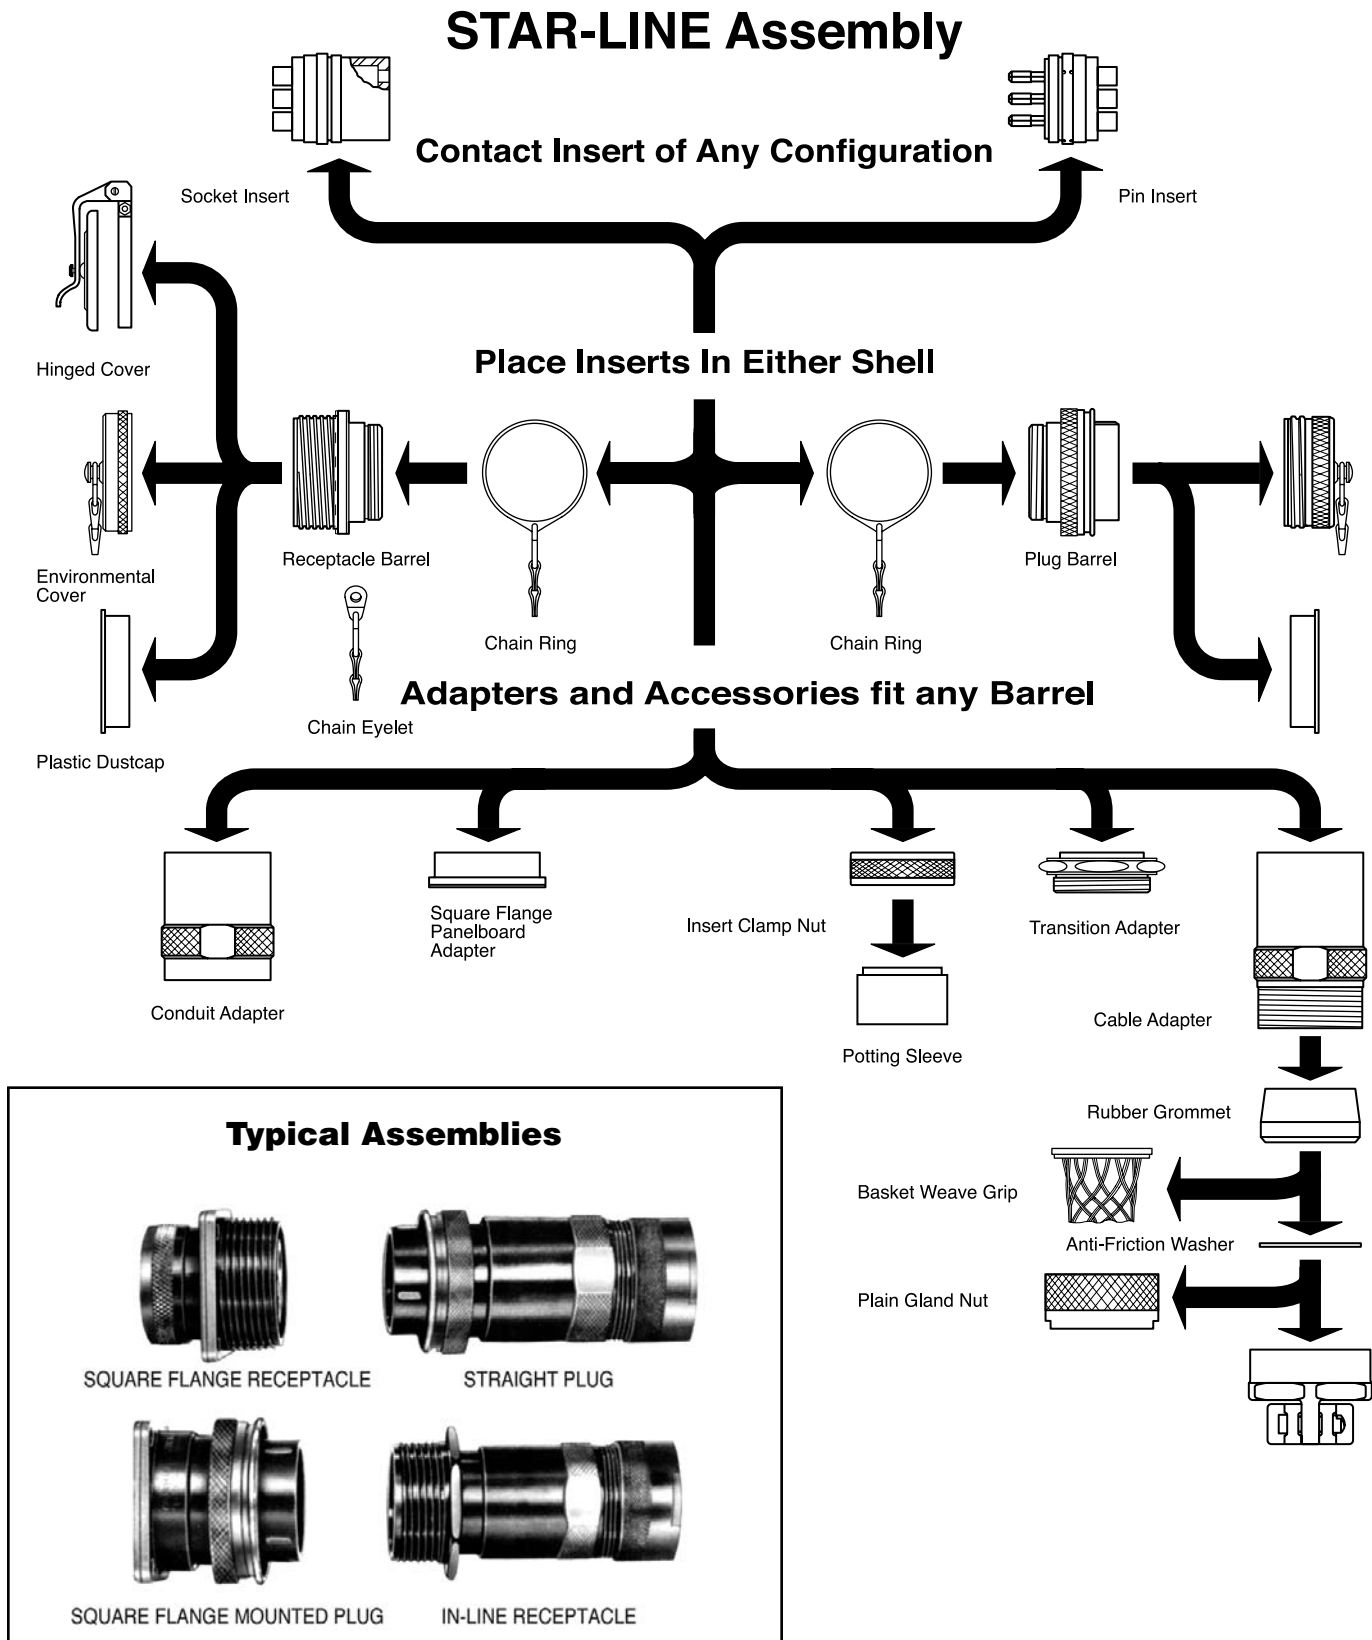 STAR-LINE Assembly
Contact Insert of Any Configuration
Socket Insert
Pin Insert
Hinged Cover
Place Inserts In Either Shell
Receptacle Barrel
Plug Barrel
Environmental
Cover
Chain Ring
Chain Ring
Adapters and Accessories fit any Barrel
Chain Eyelet
Plastic Dustcap
Square Flange
Panelboard
Adapter
Insert Clamp Nut
Transition Adapter
Conduit Adapter
Cable Adapter
Potting Sleeve
Rubber Grommet
Basket Weave Grip
Anti-Friction Washer
Plain Gland Nut
Typical Assemblies
SQUARE FLANGE RECEPTACLE
STRAIGHT PLUG
SQUARE FLANGE MOUNTED PLUG
IN-LINE RECEPTACLE